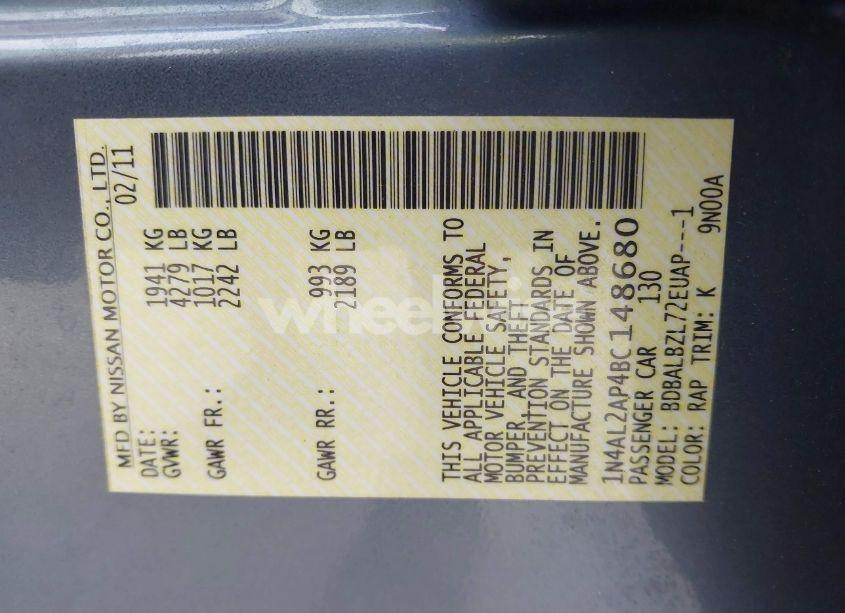 MFD BY NISSAN MOTOR CO., LTD.
DATE: 02/11
GVWR: 1941 KG
4279 LB
GAWR FR.: 1017 KG
2242 LB
GAWR RR.: 993 KG
2189 LB
THIS VEHICLE CONFORMS TO
ALL APPLICABLE FEDERAL
MOTOR VEHICLE SAFETY,
BUMPER, AND THEFT
PREVENTION STANDARDS IN
EFFECT ON THE DATE OF
MANUFACTURE SHOWN ABOVE.
1N4AL2AP4BC148680
PASSENGER CAR 130
MODEL: BDBALBZL72EUAP---1
COLOR: RAP TRIM: K 9N00A